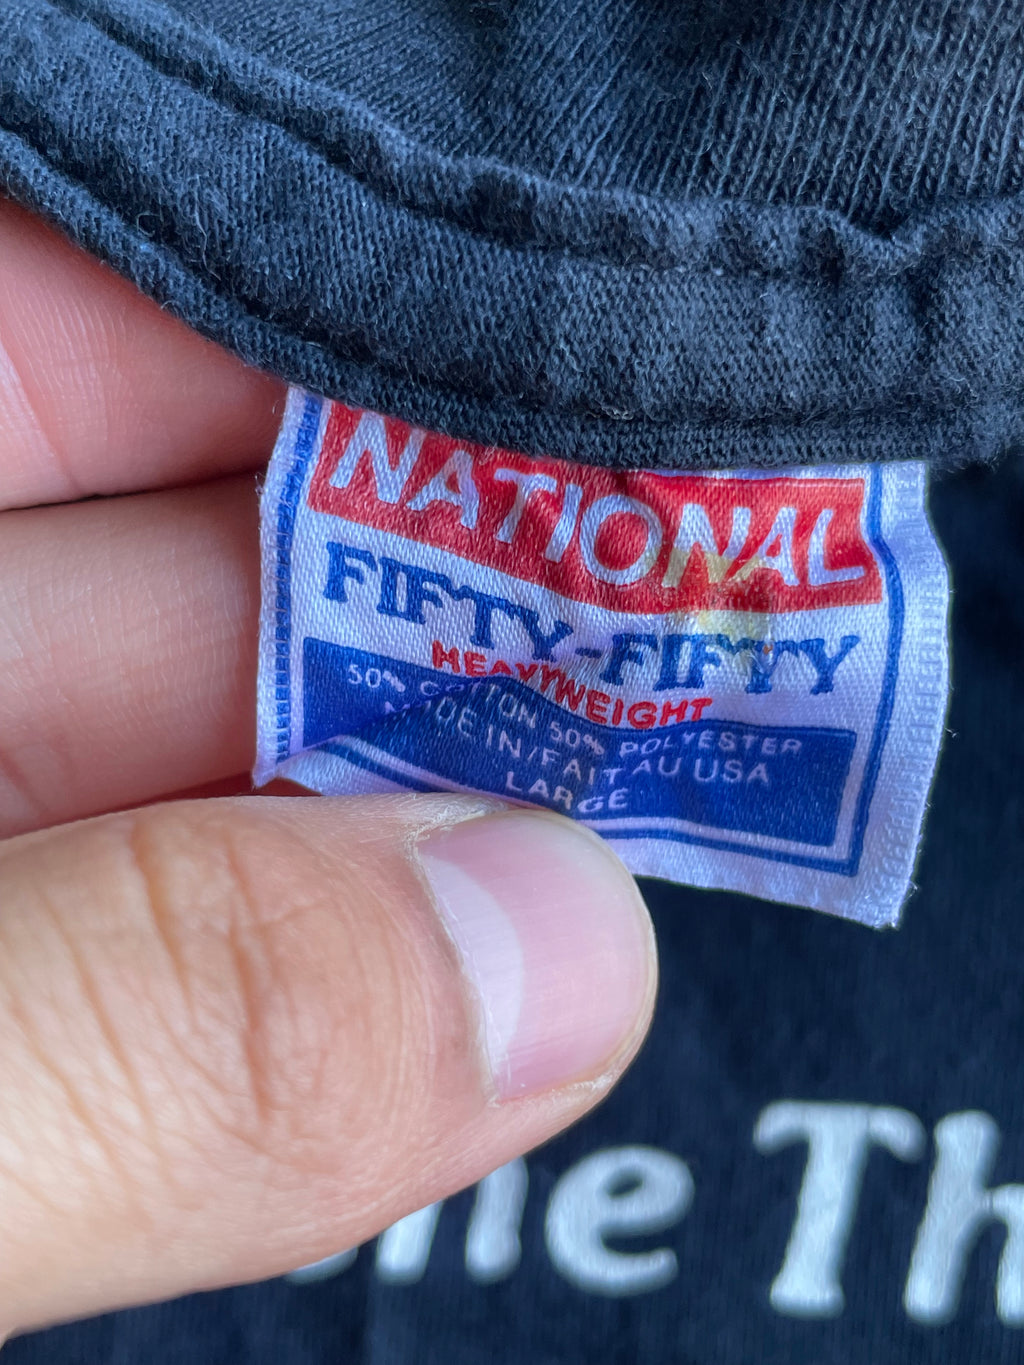 NATIONAL
FIFTY-FIFTY
HEAVYWEIGHT
50% COTTON 50% POLYESTER
MADE IN/FAIT AU USA
LARGE